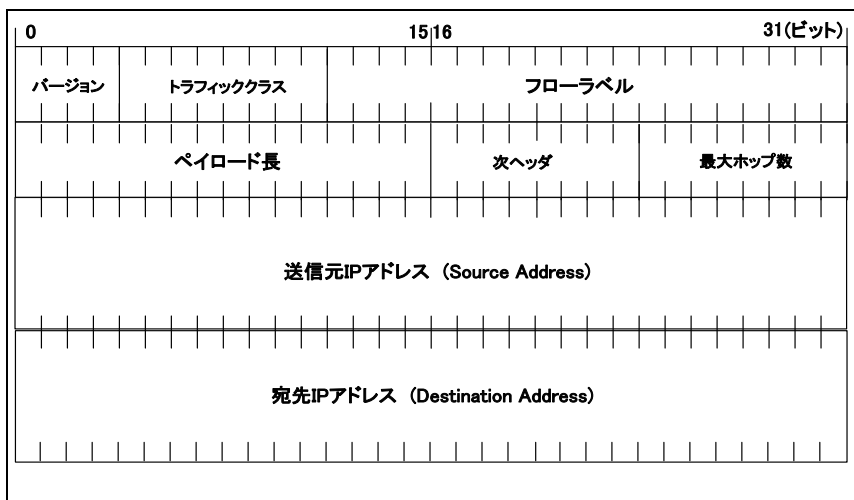 0 15 16 31(ビット)
バージョン トラフィッククラス フローラベル
ペイロード長 次ヘッダ 最大ホップ数
送信元IPアドレス (Source Address)
宛先IPアドレス (Destination Address)